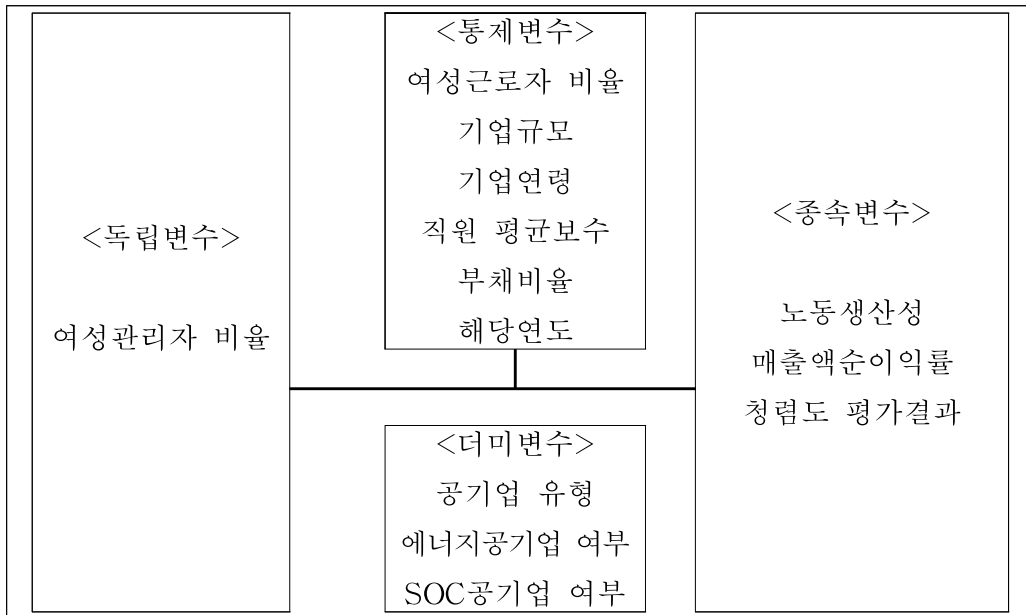 <독립변수>
여성관리자 비율
<통제변수>
여성근로자 비율
기업규모
기업연령
직원 평균보수
부채비율
해당연도
<더미변수>
공기업 유형
에너지공기업 여부
SOC공기업 여부
<종속변수>
노동생산성
매출액순이익률
청렴도 평가결과